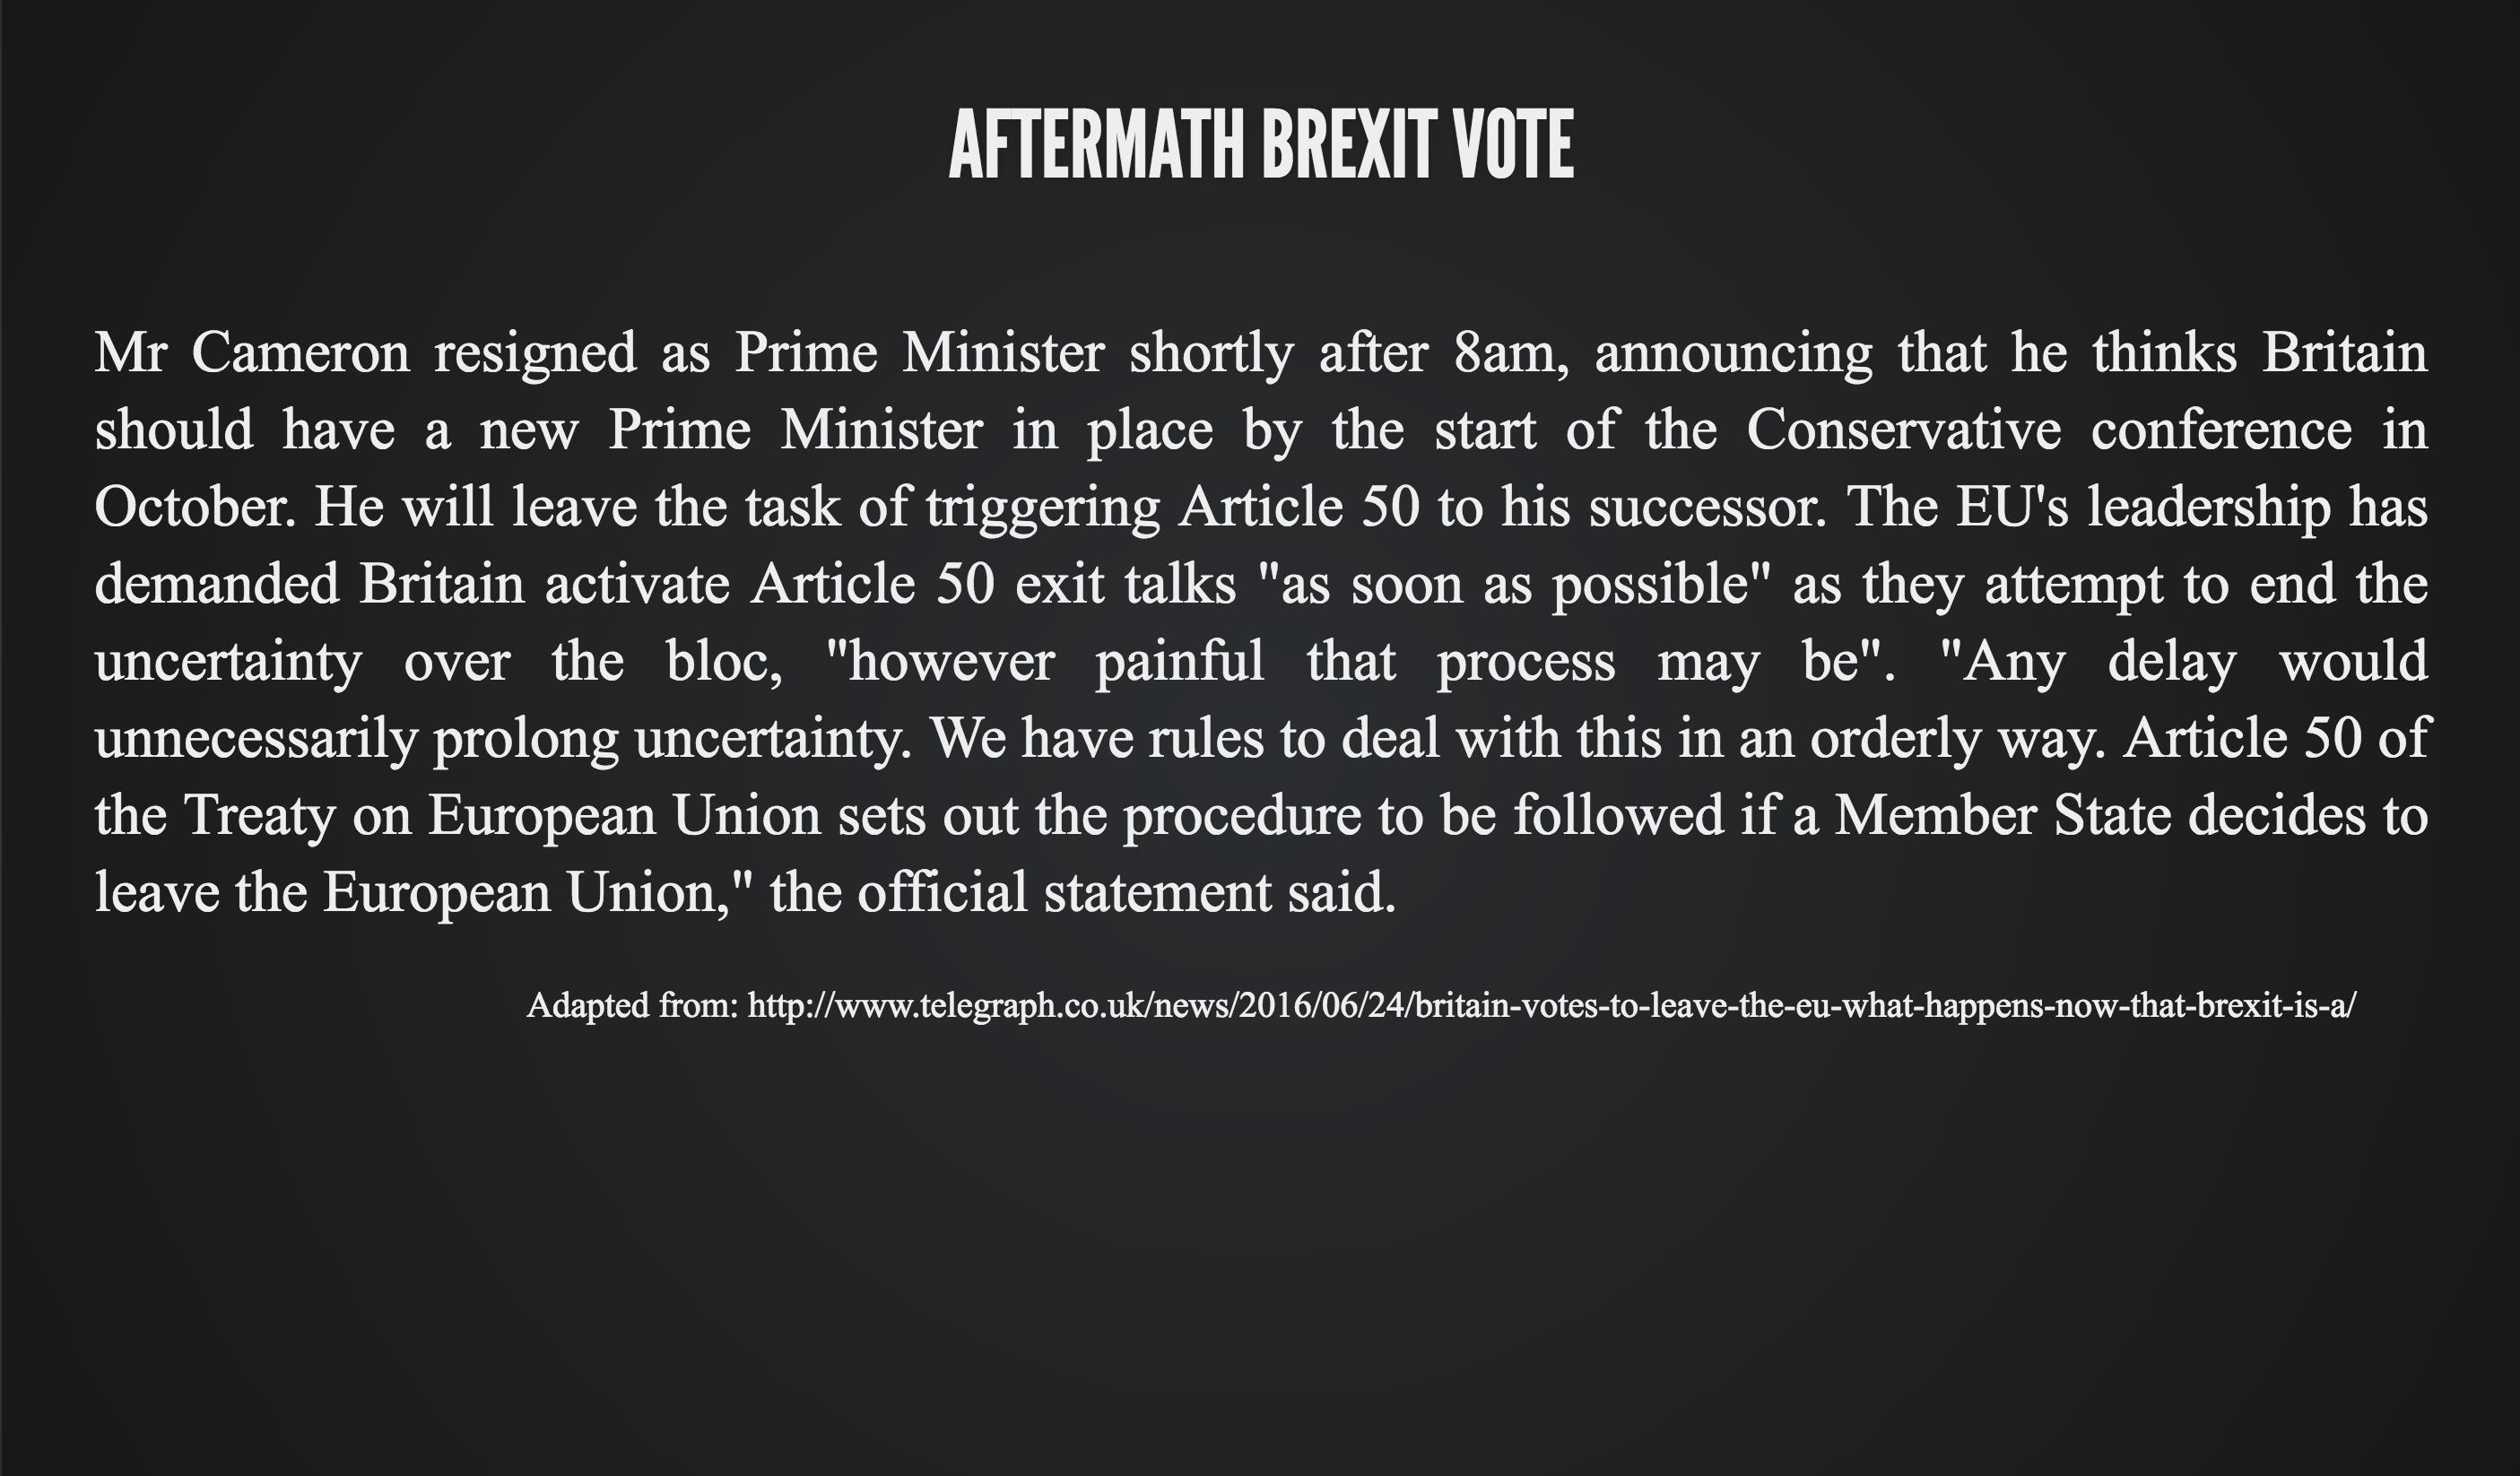 AFTERMATH BREXIT VOTE
Mr Cameron resigned as Prime Minister shortly after 8am, announcing that he thinks Britain
should have a new Prime Minister in place by the start of the Conservative conference in
October. He will leave the task of triggering Article 50 to his successor. The EU's leadership has
demanded Britain activate Article 50 exit talks "as soon as possible" as they attempt to end the
uncertainty over the bloc, "however painful that process may be". "Any delay would
unnecessarily prolong uncertainty. We have rules to deal with this in an orderly way. Article 50 of
the Treaty on European Union sets out the procedure to be followed if a Member State decides to
leave the European Union," the official statement said.
Adapted from: http://www.telegraph.co.uk/news/2016/06/24/britain-votes-to-leave-the-eu-what-happens-now-that-brexit-is-a/